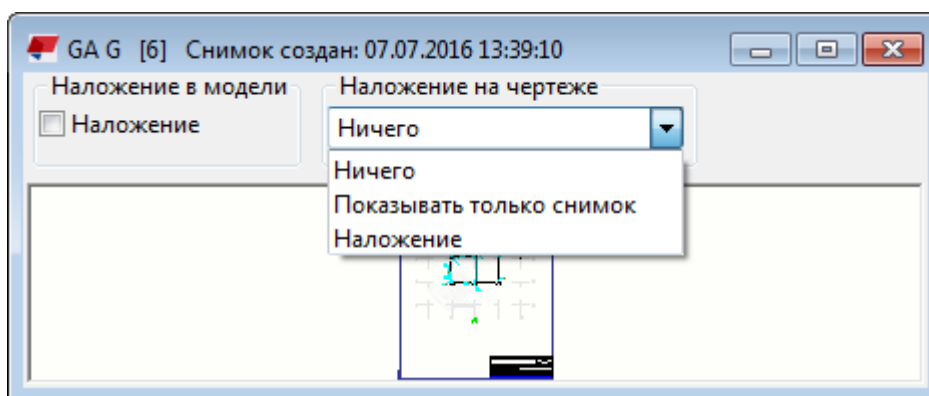 GA G [6] Снимок создан: 07.07.2016 13:39:10
Наложение в модели
Наложение на чертеже
Наложение
Ничего
Ничего
Показывать только снимок
Наложение